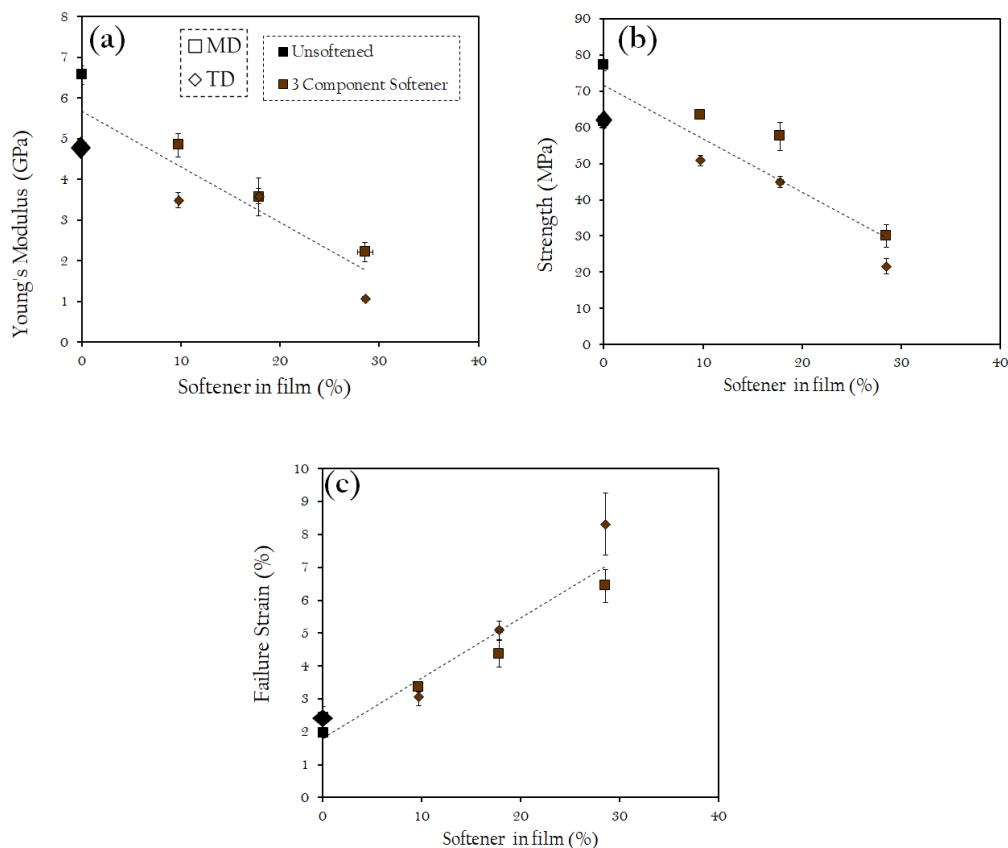 (a)
MD
TD
Unsoftened
3 Component Softener
Young's Modulus (GPa)
8
7
6
5
4
3
2
1
0
0 10 20 30 40
Softener in film (%)
(b)
Strength (MPa)
90
80
70
60
50
40
30
20
10
0
0 10 20 30 40
Softener in film (%)
(c)
Failure Strain (%)
10
9
8
7
6
5
4
3
2
1
0
0 10 20 30 40
Softener in film (%)